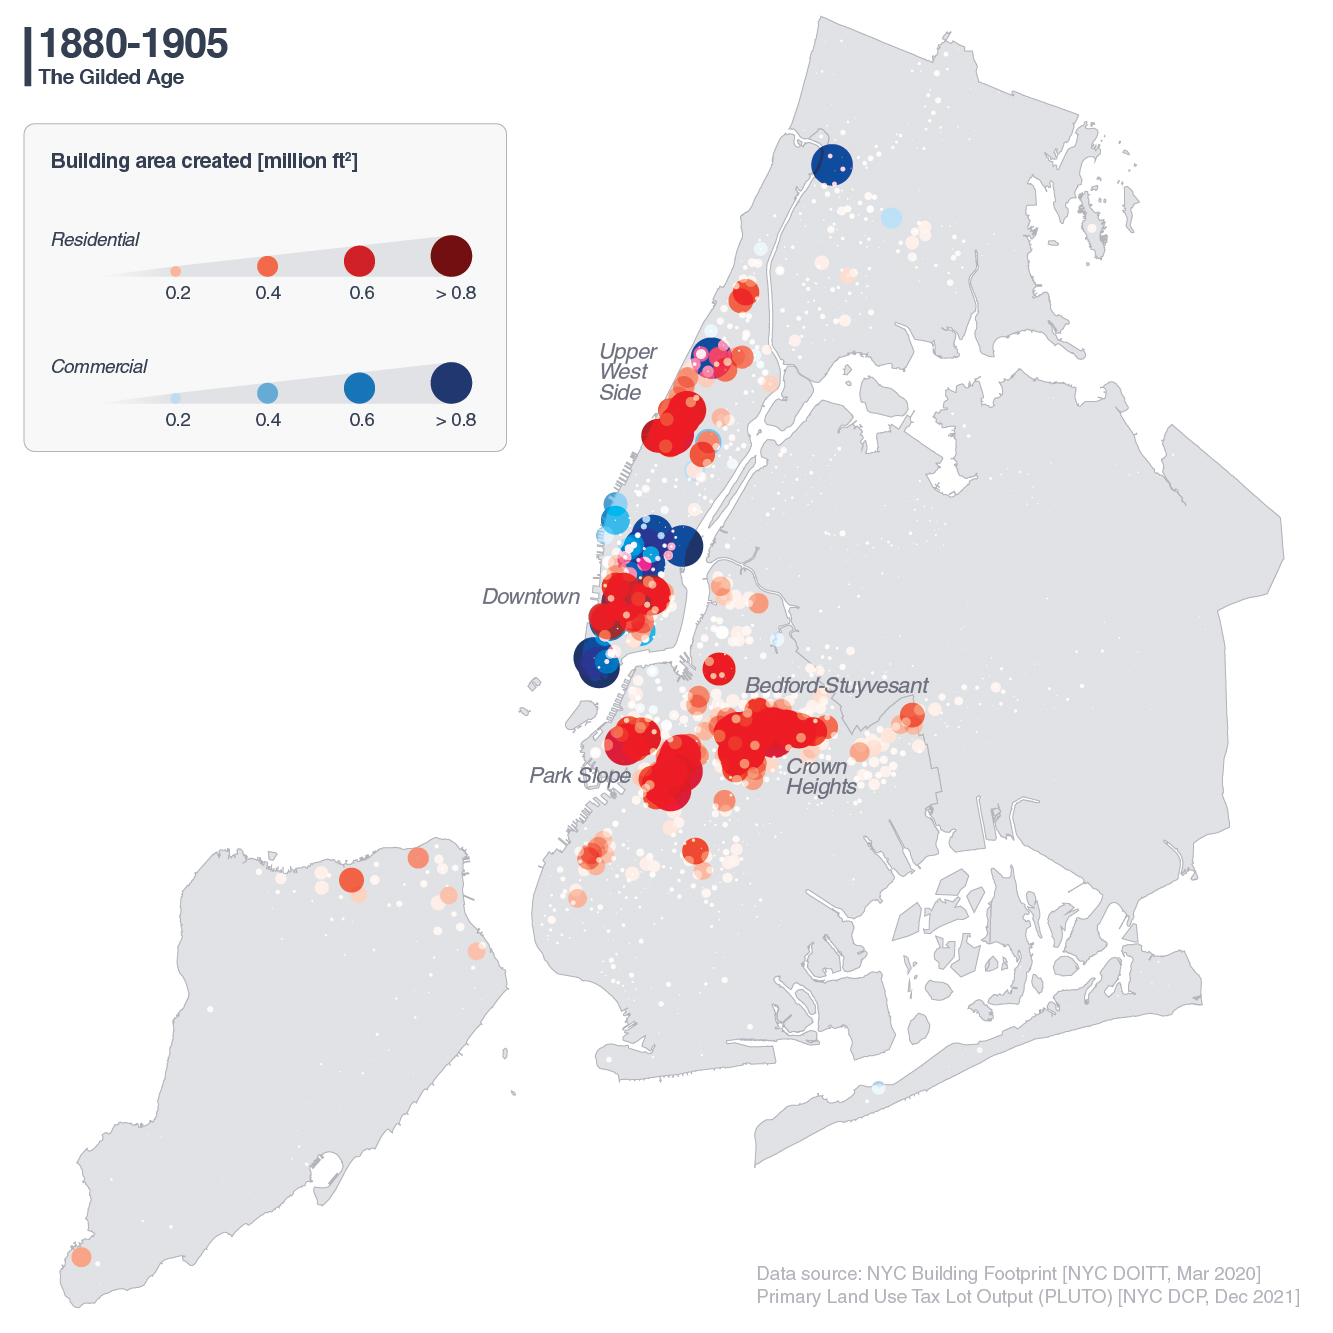 1880-1905
The Gilded Age
Building area created [million ft²]
Residential
0.2 0.4 0.6 > 0.8
Commercial
0.2 0.4 0.6 > 0.8
Upper
West
Side
Downtown
Bedford-Stuyvesant
Park Slope
Crown
Heights
Data source: NYC Building Footprint [NYC DOITT, Mar 2020]
Primary Land Use Tax Lot Output (PLUTO) [NYC DCP, Dec 2021]